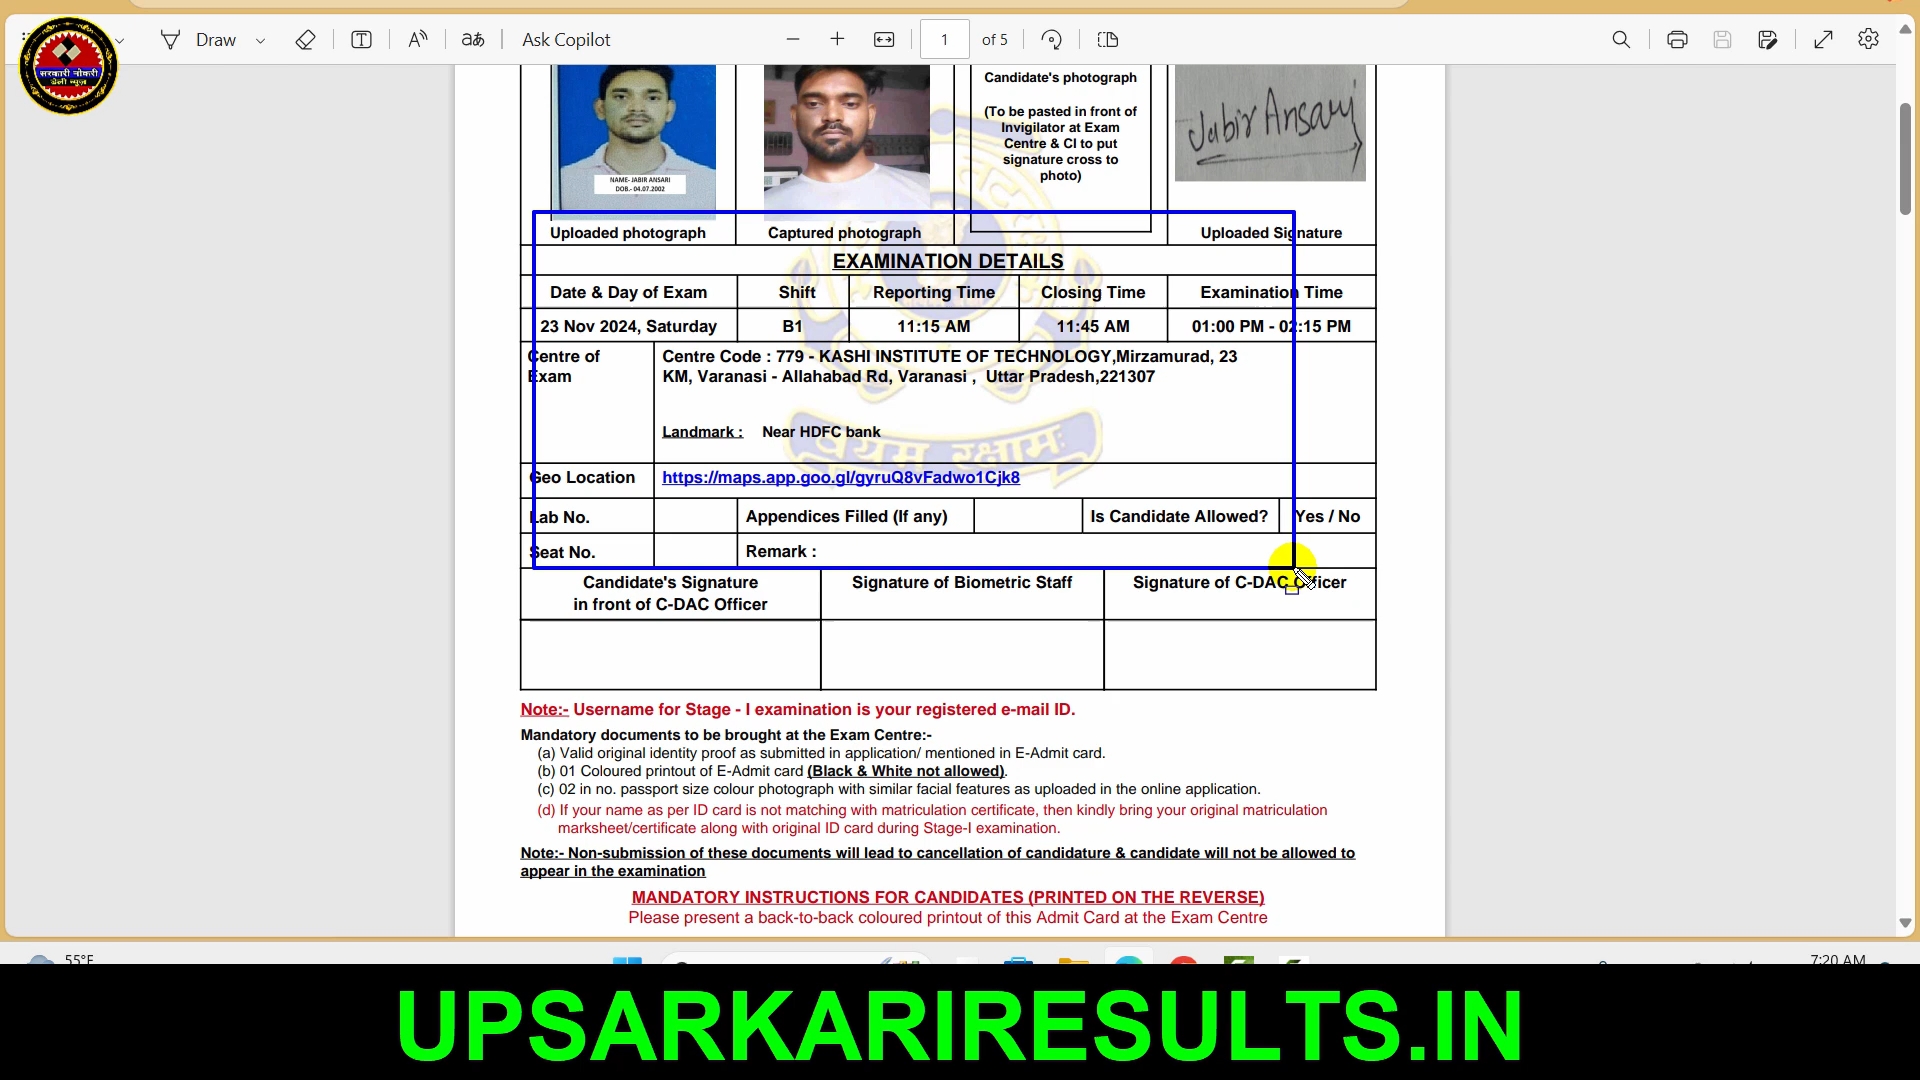 Draw
Ask Copilot
1 of 5
सरकारी नौकरी
डेली न्यूज़
NAME- JABIR ANSARI
DOB.- 04.07.2002
Candidate's photograph
(To be pasted in front of
Invigilator at Exam
Centre & CI to put
signature cross to
photo)
Jabir Ansari
Uploaded photograph
Captured photograph
Uploaded Signature
EXAMINATION DETAILS
Date & Day of Exam Shift Reporting Time Closing Time Examination Time
23 Nov 2024, Saturday B1 11:15 AM 11:45 AM 01:00 PM - 02:15 PM
Centre of
Exam
Centre Code : 779 - KASHI INSTITUTE OF TECHNOLOGY,Mirzamurad, 23
KM, Varanasi - Allahabad Rd, Varanasi , Uttar Pradesh,221307
Landmark : Near HDFC bank
वयम रक्षामः
Geo Location https://maps.app.goo.gl/gyruQ8vFadwo1Cjk8
Lab No. Appendices Filled (If any) Is Candidate Allowed? Yes / No
Seat No. Remark :
Candidate's Signature
in front of C-DAC Officer
Signature of Biometric Staff
Signature of C-DAC Officer
Note:- Username for Stage - I examination is your registered e-mail ID.
Mandatory documents to be brought at the Exam Centre:-
(a) Valid original identity proof as submitted in application/ mentioned in E-Admit card.
(b) 01 Coloured printout of E-Admit card (Black & White not allowed).
(c) 02 in no. passport size colour photograph with similar facial features as uploaded in the online application.
(d) If your name as per ID card is not matching with matriculation certificate, then kindly bring your original matriculation
marksheet/certificate along with original ID card during Stage-I examination.
Note:- Non-submission of these documents will lead to cancellation of candidature & candidate will not be allowed to
appear in the examination
MANDATORY INSTRUCTIONS FOR CANDIDATES (PRINTED ON THE REVERSE)
Please present a back-to-back coloured printout of this Admit Card at the Exam Centre
55°F
7:20 AM
UPSARKARIRESULTS.IN